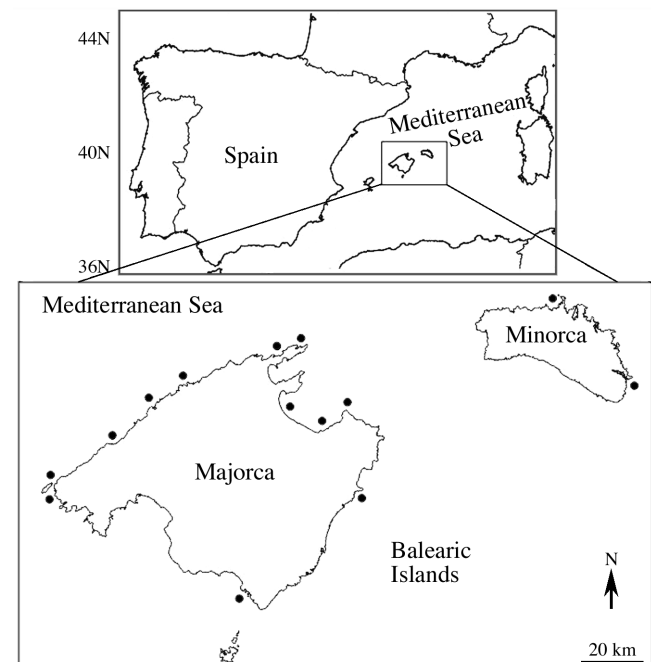 44N
Mediterranean
Sea
Spain
40N
36N
Mediterranean Sea
Minorca
Majorca
Balearic
Islands
N
20 km